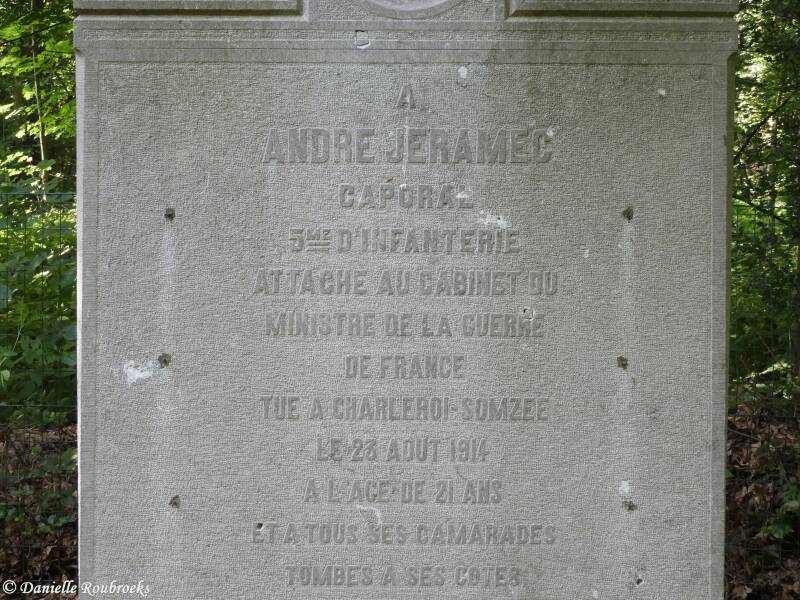 A
ANDRE JERAMEC
CAPORAL
5ME D'INFANTERIE
ATTACHE AU CABINET DU
MINISTRE DE LA GUERRE
DE FRANCE
TUE A CHARLEROI-SOMZEE
LE 23 AOUT 1914
A L'AGE DE 21 ANS
ET A TOUS SES CAMARADES
TOMBES A SES COTES
© Danielle Roubroeks